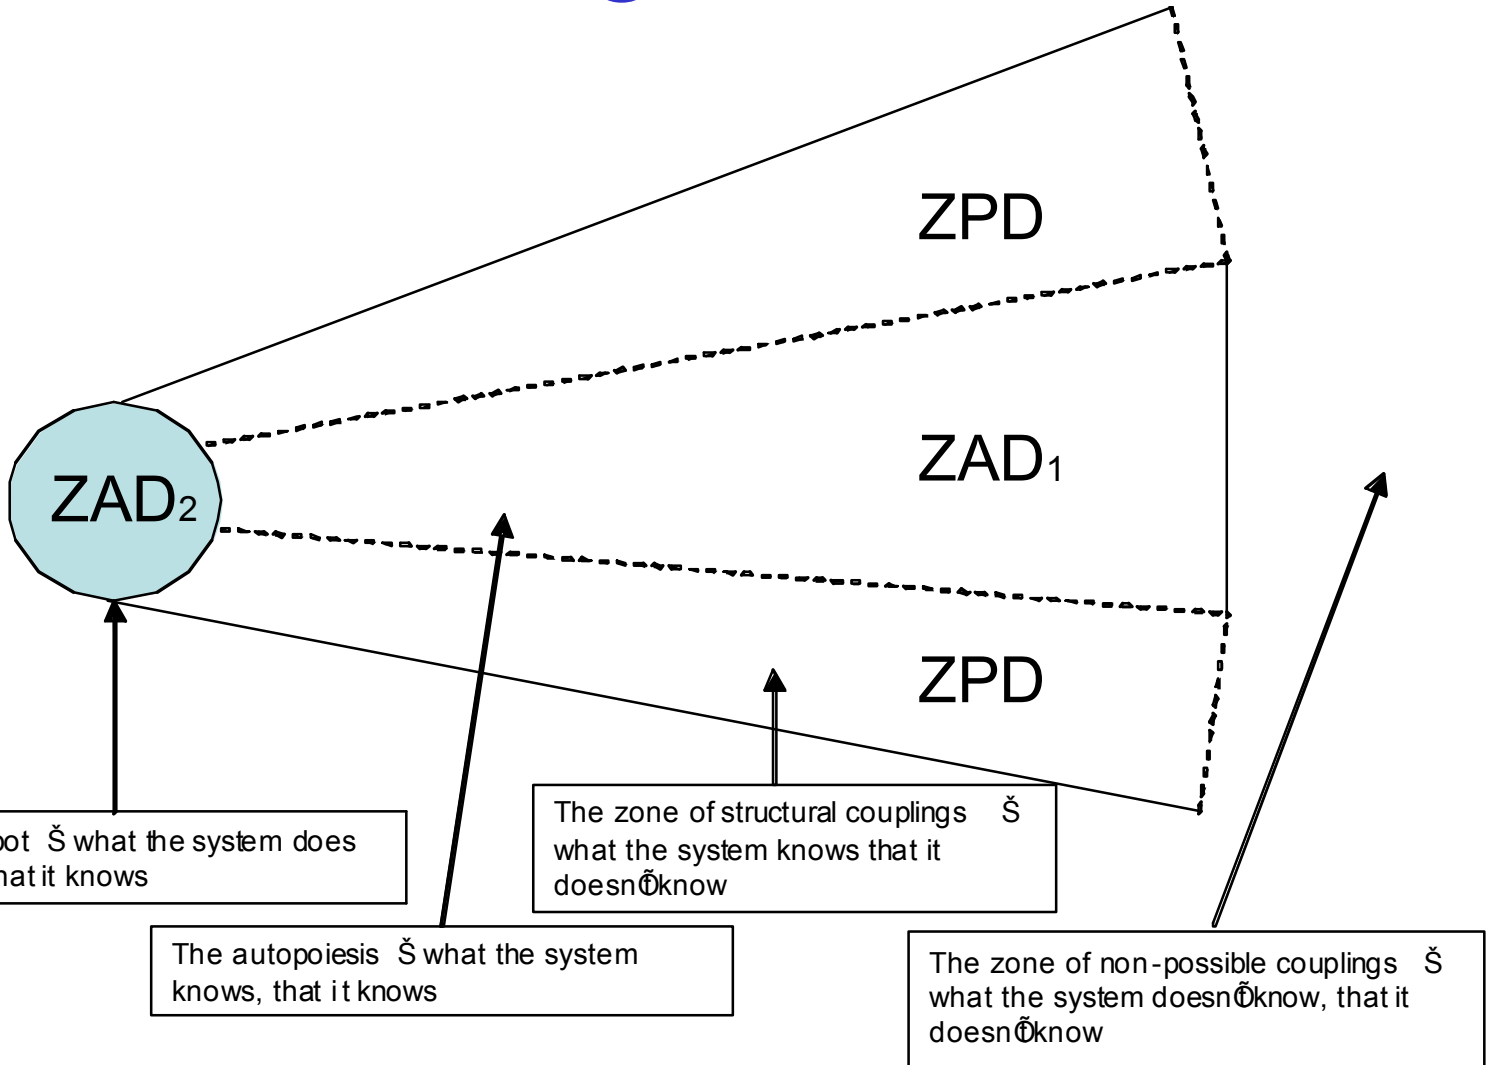 ZPD
ZAD1
ZAD2
ZPD
Š what the system does
it knows
The autopoiesis Š what the system
knows, that it knows
The zone of structural couplings Š
what the system knows that it
doesnÕt know
The zone of non-possible couplings Š
what the system doesnÕt know, that it
doesnÕt know